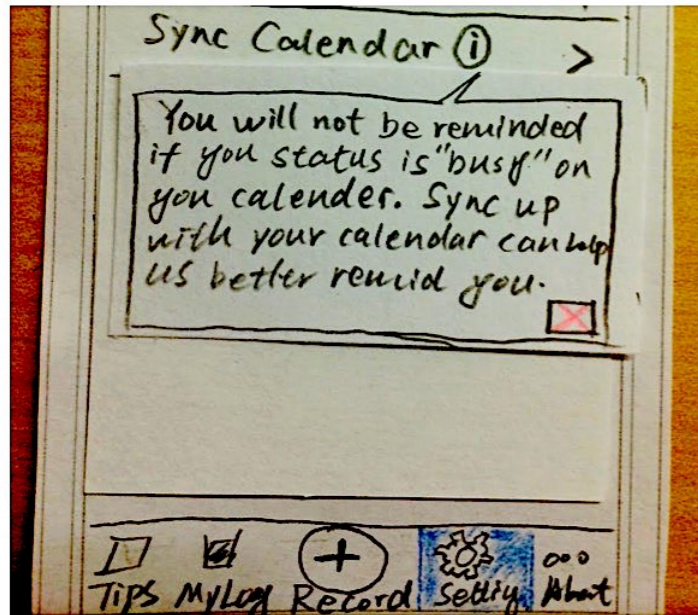 Sync Calendar ⓘ >
You will not be reminded
if you status is "busy" on
you calender. Sync up
with your calendar can help
us better remid you.
Tips MyLog Record Settiy About